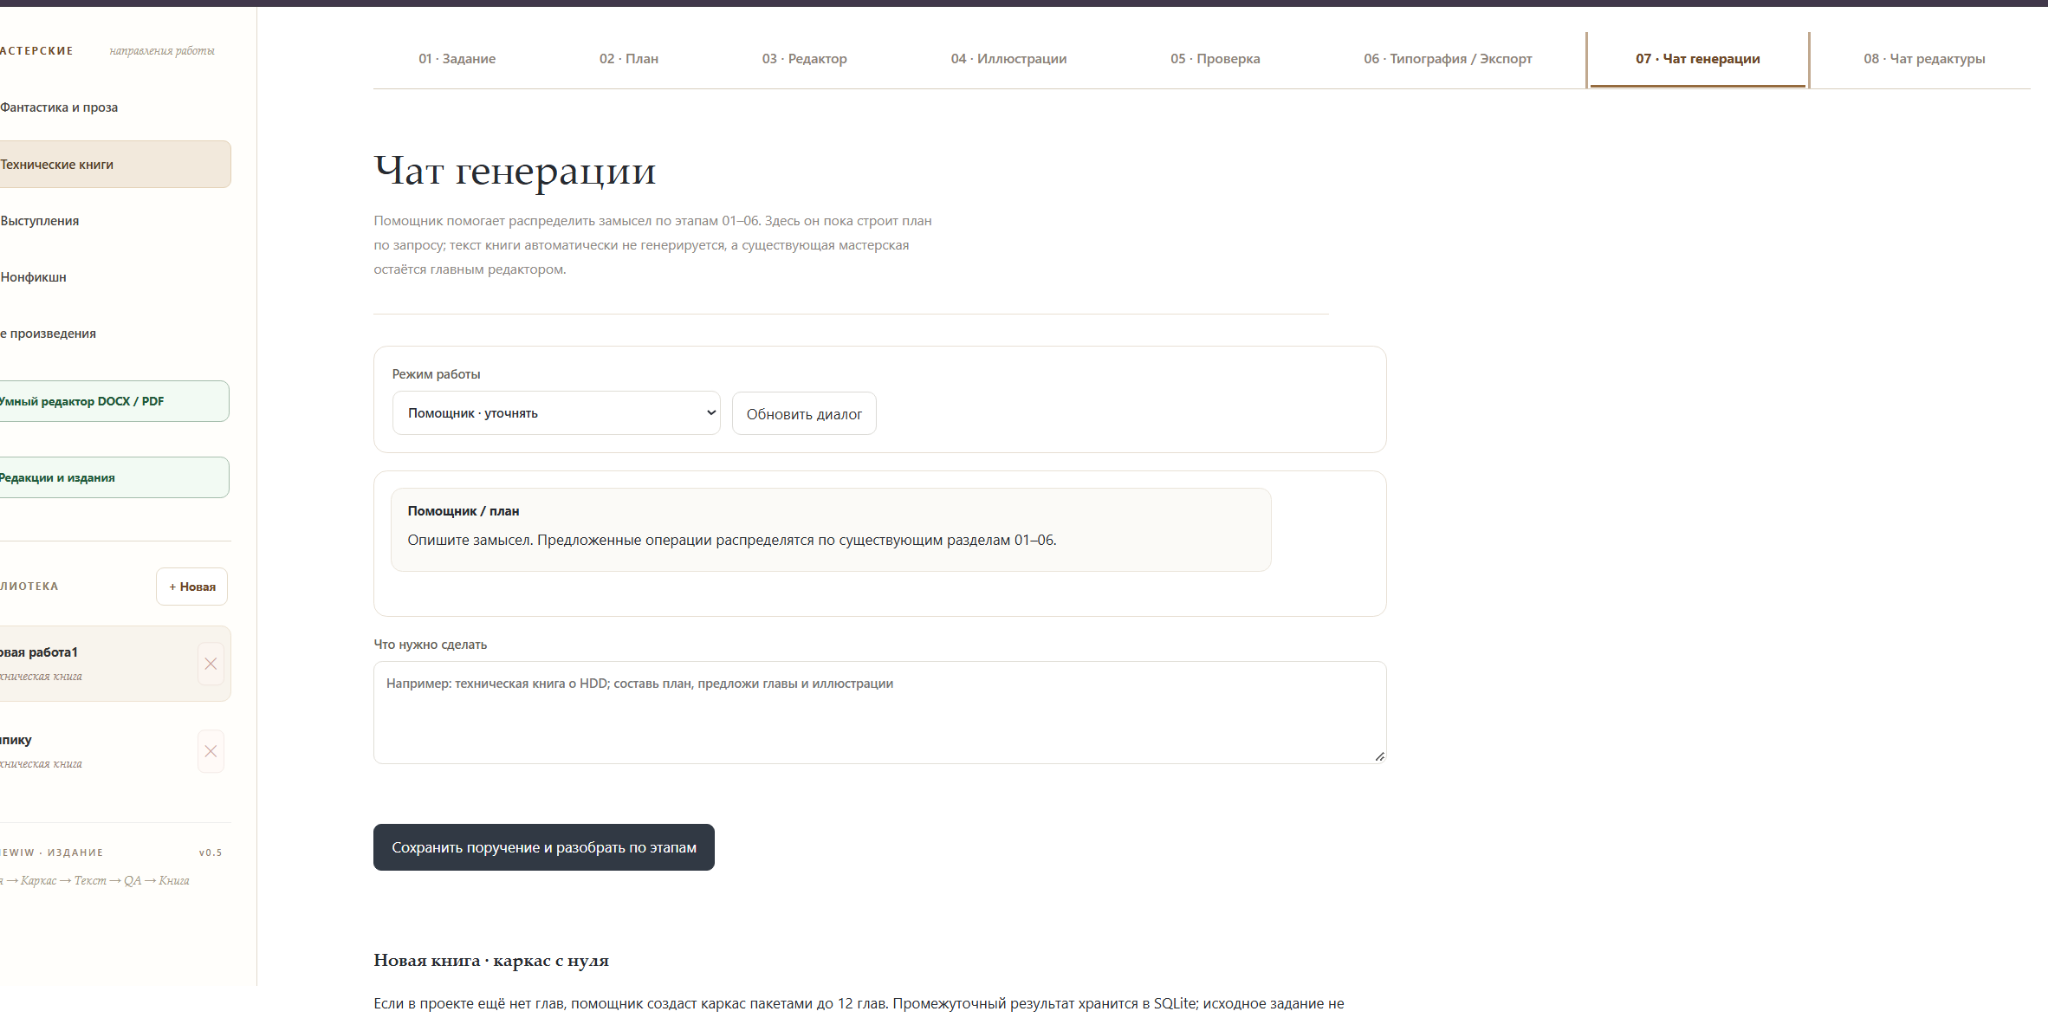 АСТЕРСКИЕ направления работы
Фантастика и проза
Технические книги
Выступления
Нонфикшн
е произведения
Умный редактор DOCX / PDF
Редакции и издания
ЛИОТЕКА + Новая
овая работа1
хническая книга
пику
хническая книга
EWIW · ИЗДАНИЕ v0.5
я → Каркас → Текст → QA → Книга
01 · Задание 02 · План 03 · Редактор 04 · Иллюстрации 05 · Проверка 06 · Типография / Экспорт 07 · Чат генерации 08 · Чат редактуры
Чат генерации
Помощник помогает распределить замысел по этапам 01–06. Здесь он пока строит план
по запросу; текст книги автоматически не генерируется, а существующая мастерская
остаётся главным редактором.
Режим работы
Помощник · уточнять Обновить диалог
Помощник / план
Опишите замысел. Предложенные операции распределятся по существующим разделам 01–06.
Что нужно сделать
Например: техническая книга о HDD; составь план, предложи главы и иллюстрации
Сохранить поручение и разобрать по этапам
Новая книга · каркас с нуля
Если в проекте ещё нет глав, помощник создаст каркас пакетами до 12 глав. Промежуточный результат хранится в SQLite; исходное задание не